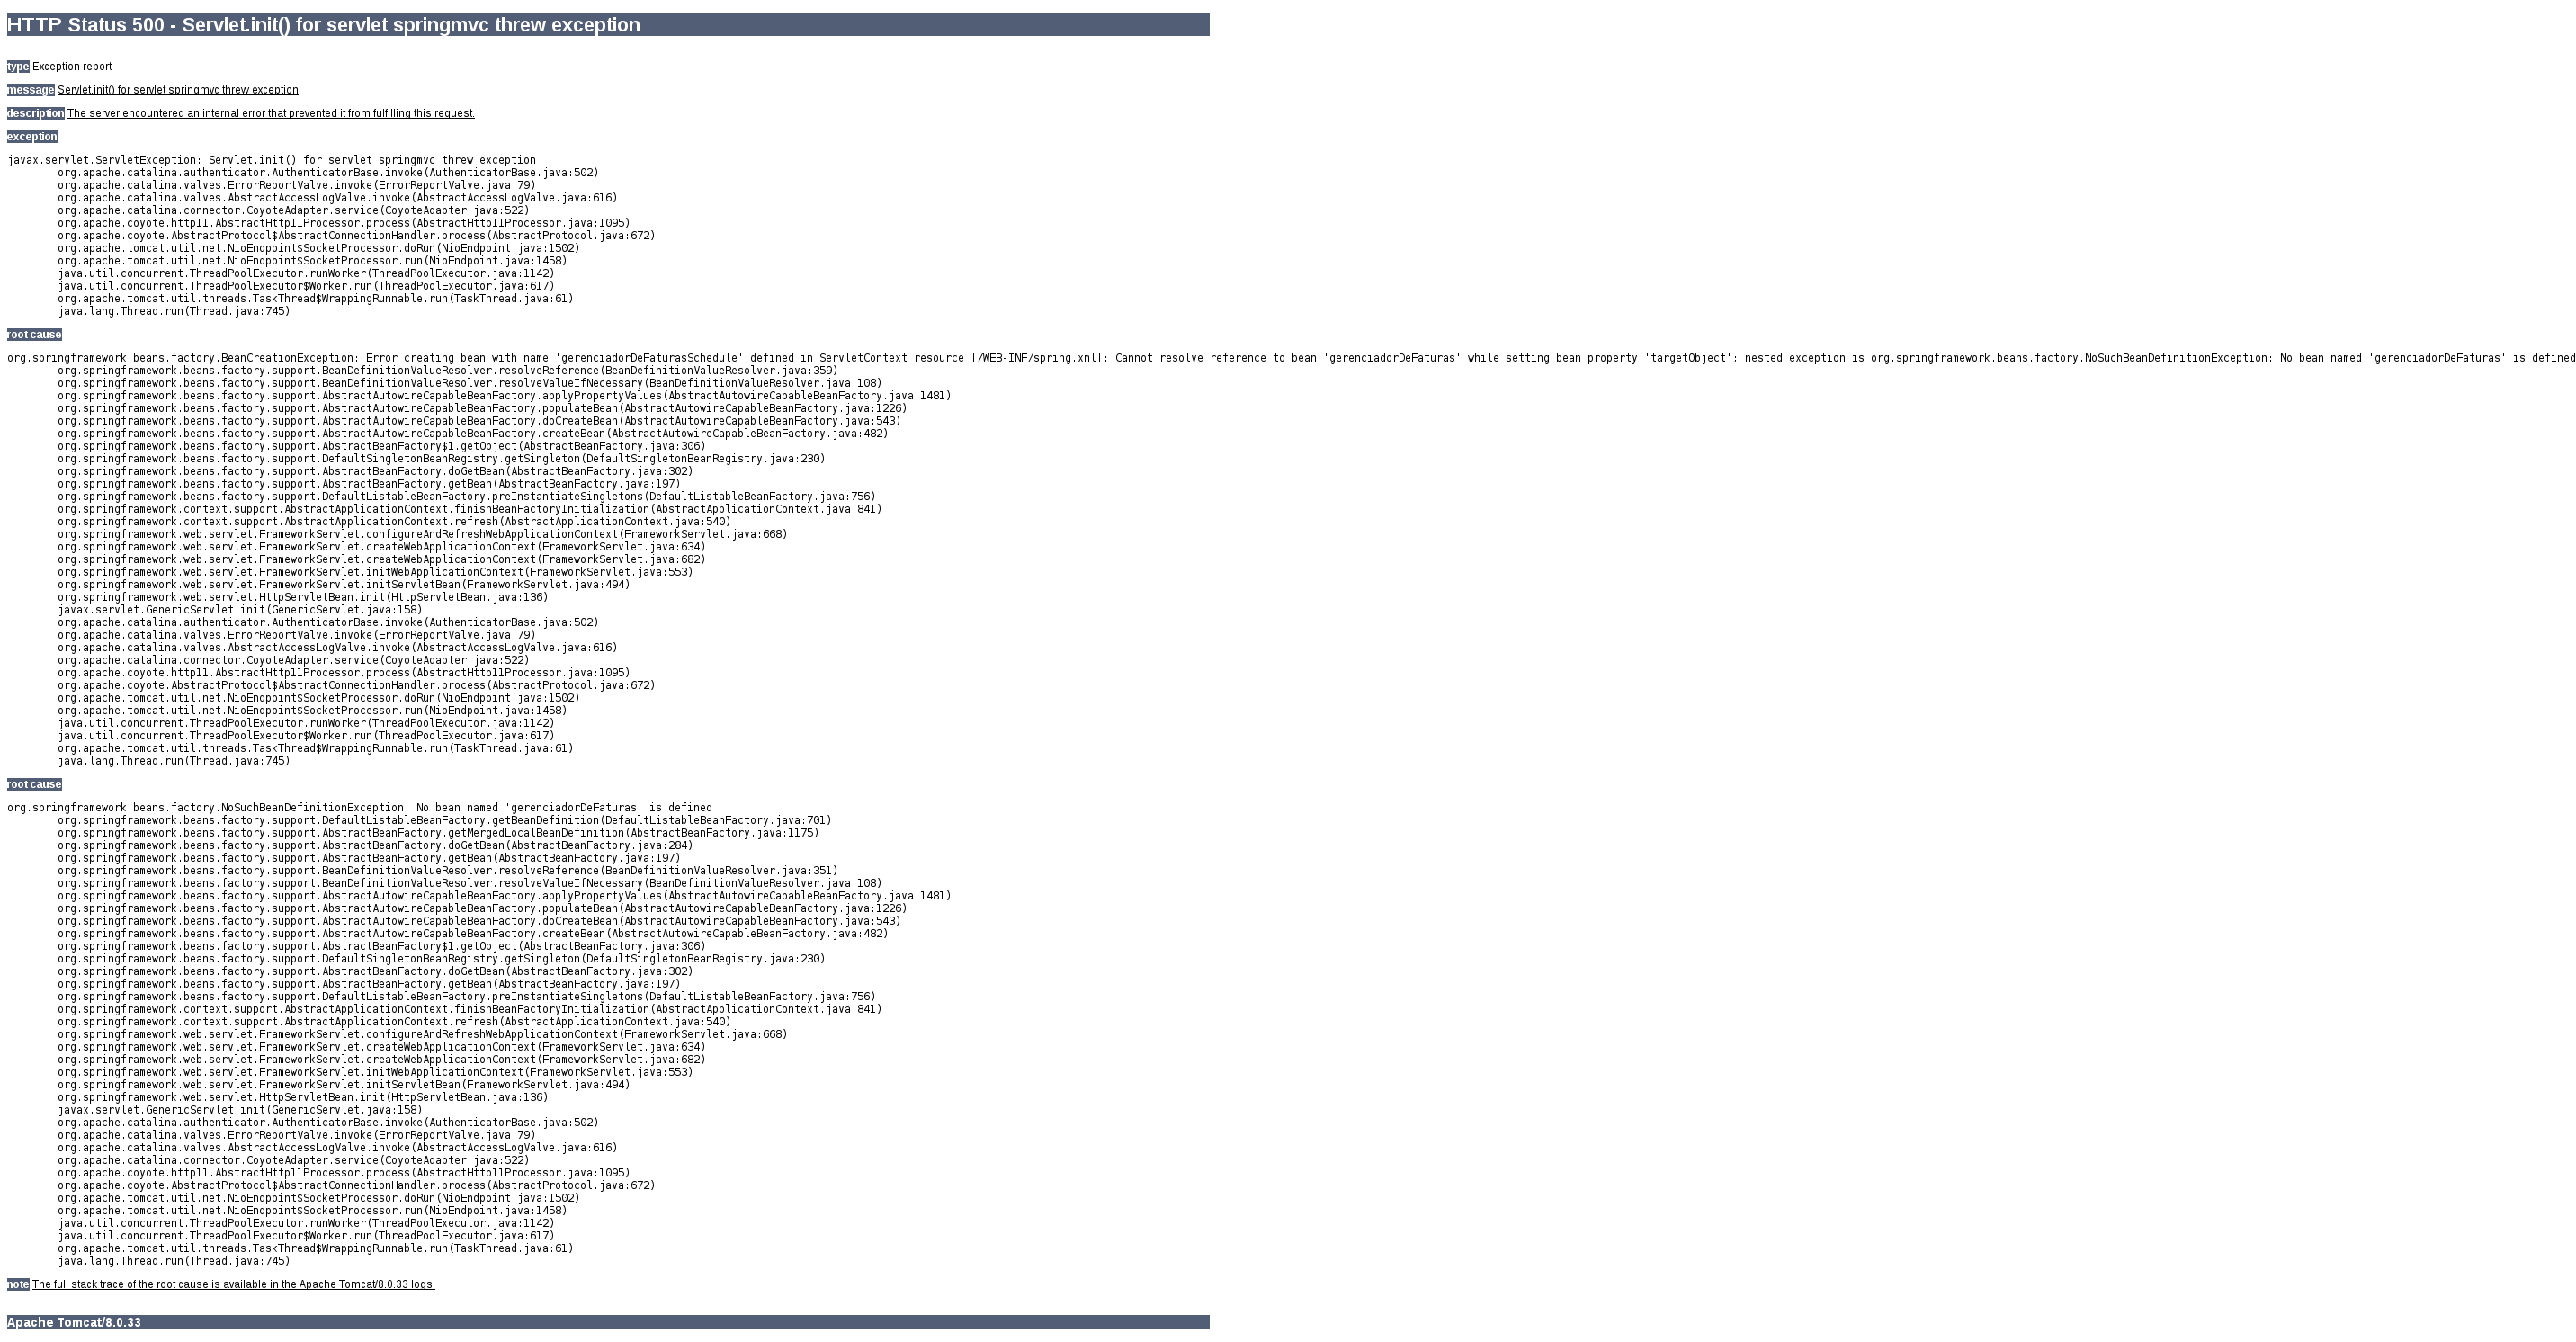 HTTP Status 500 - Servlet.init() for servlet springmvc threw exception
type Exception report
message Servlet.init() for servlet springmvc threw exception
description The server encountered an internal error that prevented it from fulfilling this request.
exception
javax.servlet.ServletException: Servlet.init() for servlet springmvc threw exception
org.apache.catalina.authenticator.AuthenticatorBase.invoke(AuthenticatorBase.java:502)
org.apache.catalina.valves.ErrorReportValve.invoke(ErrorReportValve.java:79)
org.apache.catalina.valves.AbstractAccessLogValve.invoke(AbstractAccessLogValve.java:616)
org.apache.catalina.connector.CoyoteAdapter.service(CoyoteAdapter.java:522)
org.apache.coyote.http11.AbstractHttp11Processor.process(AbstractHttp11Processor.java:1095)
org.apache.coyote.AbstractProtocol$AbstractConnectionHandler.process(AbstractProtocol.java:672)
org.apache.tomcat.util.net.NioEndpoint$SocketProcessor.doRun(NioEndpoint.java:1502)
org.apache.tomcat.util.net.NioEndpoint$SocketProcessor.run(NioEndpoint.java:1458)
java.util.concurrent.ThreadPoolExecutor.runWorker(ThreadPoolExecutor.java:1142)
java.util.concurrent.ThreadPoolExecutor$Worker.run(ThreadPoolExecutor.java:617)
org.apache.tomcat.util.threads.TaskThread$WrappingRunnable.run(TaskThread.java:61)
java.lang.Thread.run(Thread.java:745)
root cause
org.springframework.beans.factory.BeanCreationException: Error creating bean with name 'gerenciadorDeFaturasSchedule' defined in ServletContext resource [/WEB-INF/spring.xml]: Cannot resolve reference to bean 'gerenciadorDeFaturas' while setting bean property 'targetObject'; nested exception is org.springframework.beans.factory.NoSuchBeanDefinitionException: No bean named 'gerenciadorDeFaturas' is defined
org.springframework.beans.factory.support.BeanDefinitionValueResolver.resolveReference(BeanDefinitionValueResolver.java:359)
org.springframework.beans.factory.support.BeanDefinitionValueResolver.resolveValueIfNecessary(BeanDefinitionValueResolver.java:108)
org.springframework.beans.factory.support.AbstractAutowireCapableBeanFactory.applyPropertyValues(AbstractAutowireCapableBeanFactory.java:1481)
org.springframework.beans.factory.support.AbstractAutowireCapableBeanFactory.populateBean(AbstractAutowireCapableBeanFactory.java:1226)
org.springframework.beans.factory.support.AbstractAutowireCapableBeanFactory.doCreateBean(AbstractAutowireCapableBeanFactory.java:543)
org.springframework.beans.factory.support.AbstractAutowireCapableBeanFactory.createBean(AbstractAutowireCapableBeanFactory.java:482)
org.springframework.beans.factory.support.AbstractBeanFactory$1.getObject(AbstractBeanFactory.java:306)
org.springframework.beans.factory.support.DefaultSingletonBeanRegistry.getSingleton(DefaultSingletonBeanRegistry.java:230)
org.springframework.beans.factory.support.AbstractBeanFactory.doGetBean(AbstractBeanFactory.java:302)
org.springframework.beans.factory.support.AbstractBeanFactory.getBean(AbstractBeanFactory.java:197)
org.springframework.beans.factory.support.DefaultListableBeanFactory.preInstantiateSingletons(DefaultListableBeanFactory.java:756)
org.springframework.context.support.AbstractApplicationContext.finishBeanFactoryInitialization(AbstractApplicationContext.java:841)
org.springframework.context.support.AbstractApplicationContext.refresh(AbstractApplicationContext.java:540)
org.springframework.web.servlet.FrameworkServlet.configureAndRefreshWebApplicationContext(FrameworkServlet.java:668)
org.springframework.web.servlet.FrameworkServlet.createWebApplicationContext(FrameworkServlet.java:634)
org.springframework.web.servlet.FrameworkServlet.createWebApplicationContext(FrameworkServlet.java:682)
org.springframework.web.servlet.FrameworkServlet.initWebApplicationContext(FrameworkServlet.java:553)
org.springframework.web.servlet.FrameworkServlet.initServletBean(FrameworkServlet.java:494)
org.springframework.web.servlet.HttpServletBean.init(HttpServletBean.java:136)
javax.servlet.GenericServlet.init(GenericServlet.java:158)
org.apache.catalina.authenticator.AuthenticatorBase.invoke(AuthenticatorBase.java:502)
org.apache.catalina.valves.ErrorReportValve.invoke(ErrorReportValve.java:79)
org.apache.catalina.valves.AbstractAccessLogValve.invoke(AbstractAccessLogValve.java:616)
org.apache.catalina.connector.CoyoteAdapter.service(CoyoteAdapter.java:522)
org.apache.coyote.http11.AbstractHttp11Processor.process(AbstractHttp11Processor.java:1095)
org.apache.coyote.AbstractProtocol$AbstractConnectionHandler.process(AbstractProtocol.java:672)
org.apache.tomcat.util.net.NioEndpoint$SocketProcessor.doRun(NioEndpoint.java:1502)
org.apache.tomcat.util.net.NioEndpoint$SocketProcessor.run(NioEndpoint.java:1458)
java.util.concurrent.ThreadPoolExecutor.runWorker(ThreadPoolExecutor.java:1142)
java.util.concurrent.ThreadPoolExecutor$Worker.run(ThreadPoolExecutor.java:617)
org.apache.tomcat.util.threads.TaskThread$WrappingRunnable.run(TaskThread.java:61)
java.lang.Thread.run(Thread.java:745)
root cause
org.springframework.beans.factory.NoSuchBeanDefinitionException: No bean named 'gerenciadorDeFaturas' is defined
org.springframework.beans.factory.support.DefaultListableBeanFactory.getBeanDefinition(DefaultListableBeanFactory.java:701)
org.springframework.beans.factory.support.AbstractBeanFactory.getMergedLocalBeanDefinition(AbstractBeanFactory.java:1175)
org.springframework.beans.factory.support.AbstractBeanFactory.doGetBean(AbstractBeanFactory.java:284)
org.springframework.beans.factory.support.AbstractBeanFactory.getBean(AbstractBeanFactory.java:197)
org.springframework.beans.factory.support.BeanDefinitionValueResolver.resolveReference(BeanDefinitionValueResolver.java:351)
org.springframework.beans.factory.support.BeanDefinitionValueResolver.resolveValueIfNecessary(BeanDefinitionValueResolver.java:108)
org.springframework.beans.factory.support.AbstractAutowireCapableBeanFactory.applyPropertyValues(AbstractAutowireCapableBeanFactory.java:1481)
org.springframework.beans.factory.support.AbstractAutowireCapableBeanFactory.populateBean(AbstractAutowireCapableBeanFactory.java:1226)
org.springframework.beans.factory.support.AbstractAutowireCapableBeanFactory.doCreateBean(AbstractAutowireCapableBeanFactory.java:543)
org.springframework.beans.factory.support.AbstractAutowireCapableBeanFactory.createBean(AbstractAutowireCapableBeanFactory.java:482)
org.springframework.beans.factory.support.AbstractBeanFactory$1.getObject(AbstractBeanFactory.java:306)
org.springframework.beans.factory.support.DefaultSingletonBeanRegistry.getSingleton(DefaultSingletonBeanRegistry.java:230)
org.springframework.beans.factory.support.AbstractBeanFactory.doGetBean(AbstractBeanFactory.java:302)
org.springframework.beans.factory.support.AbstractBeanFactory.getBean(AbstractBeanFactory.java:197)
org.springframework.beans.factory.support.DefaultListableBeanFactory.preInstantiateSingletons(DefaultListableBeanFactory.java:756)
org.springframework.context.support.AbstractApplicationContext.finishBeanFactoryInitialization(AbstractApplicationContext.java:841)
org.springframework.context.support.AbstractApplicationContext.refresh(AbstractApplicationContext.java:540)
org.springframework.web.servlet.FrameworkServlet.configureAndRefreshWebApplicationContext(FrameworkServlet.java:668)
org.springframework.web.servlet.FrameworkServlet.createWebApplicationContext(FrameworkServlet.java:634)
org.springframework.web.servlet.FrameworkServlet.createWebApplicationContext(FrameworkServlet.java:682)
org.springframework.web.servlet.FrameworkServlet.initWebApplicationContext(FrameworkServlet.java:553)
org.springframework.web.servlet.FrameworkServlet.initServletBean(FrameworkServlet.java:494)
org.springframework.web.servlet.HttpServletBean.init(HttpServletBean.java:136)
javax.servlet.GenericServlet.init(GenericServlet.java:158)
org.apache.catalina.authenticator.AuthenticatorBase.invoke(AuthenticatorBase.java:502)
org.apache.catalina.valves.ErrorReportValve.invoke(ErrorReportValve.java:79)
org.apache.catalina.valves.AbstractAccessLogValve.invoke(AbstractAccessLogValve.java:616)
org.apache.catalina.connector.CoyoteAdapter.service(CoyoteAdapter.java:522)
org.apache.coyote.http11.AbstractHttp11Processor.process(AbstractHttp11Processor.java:1095)
org.apache.coyote.AbstractProtocol$AbstractConnectionHandler.process(AbstractProtocol.java:672)
org.apache.tomcat.util.net.NioEndpoint$SocketProcessor.doRun(NioEndpoint.java:1502)
org.apache.tomcat.util.net.NioEndpoint$SocketProcessor.run(NioEndpoint.java:1458)
java.util.concurrent.ThreadPoolExecutor.runWorker(ThreadPoolExecutor.java:1142)
java.util.concurrent.ThreadPoolExecutor$Worker.run(ThreadPoolExecutor.java:617)
org.apache.tomcat.util.threads.TaskThread$WrappingRunnable.run(TaskThread.java:61)
java.lang.Thread.run(Thread.java:745)
note The full stack trace of the root cause is available in the Apache Tomcat/8.0.33 logs.
Apache Tomcat/8.0.33